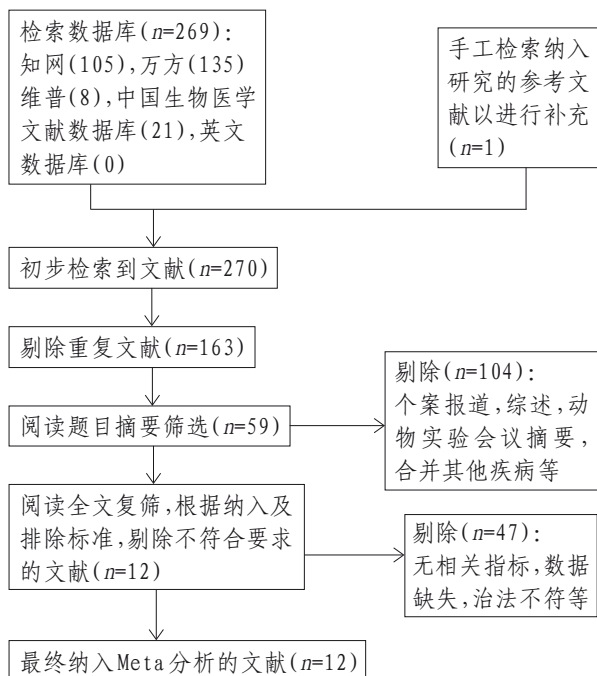 检索数据库(n=269):
知网(105),万方(135)
维普(8),中国生物医学
文献数据库(21),英文
数据库(0)
手工检索纳入
研究的参考文
献以进行补充
(n=1)
初步检索到文献(n=270)
剔除重复文献(n=163)
阅读题目摘要筛选(n=59)
剔除(n=104):
个案报道,综述,动
物实验会议摘要,
合并其他疾病等
阅读全文复筛,根据纳入及
排除标准,剔除不符合要求
的文献(n=12)
剔除(n=47):
无相关指标,数据
缺失,治法不符等
最终纳入Meta分析的文献(n=12)